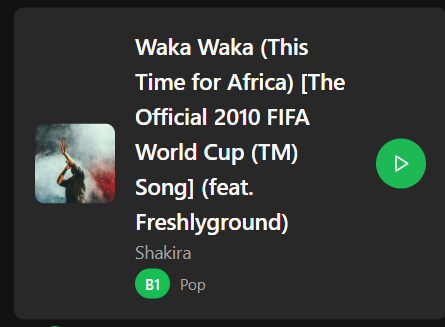 Waka Waka (This
Time for Africa) [The
Official 2010 FIFA
World Cup (TM)
Song] (feat.
Freshlyground)
Shakira
B1 Pop